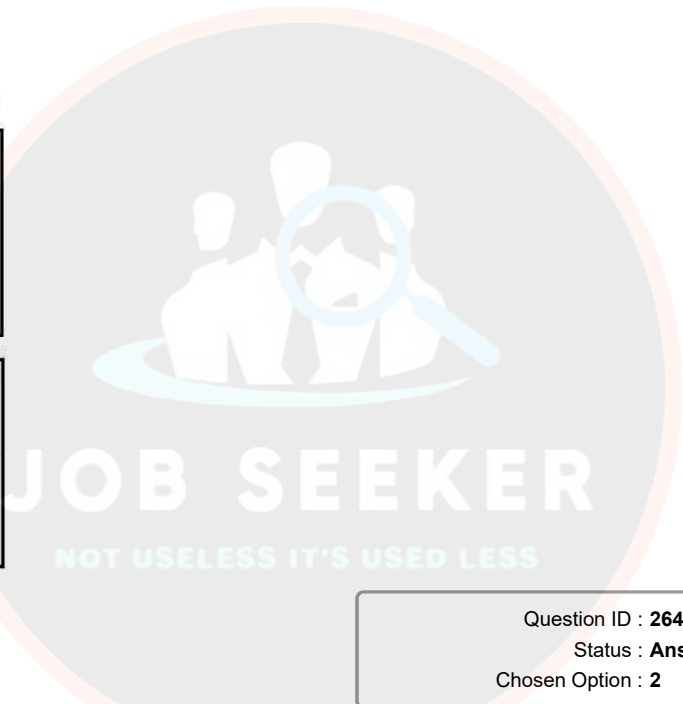 JOB SEEKER
NOT USELESS IT'S USED LESS
Question ID : 264
Status : Ans
Chosen Option : 2